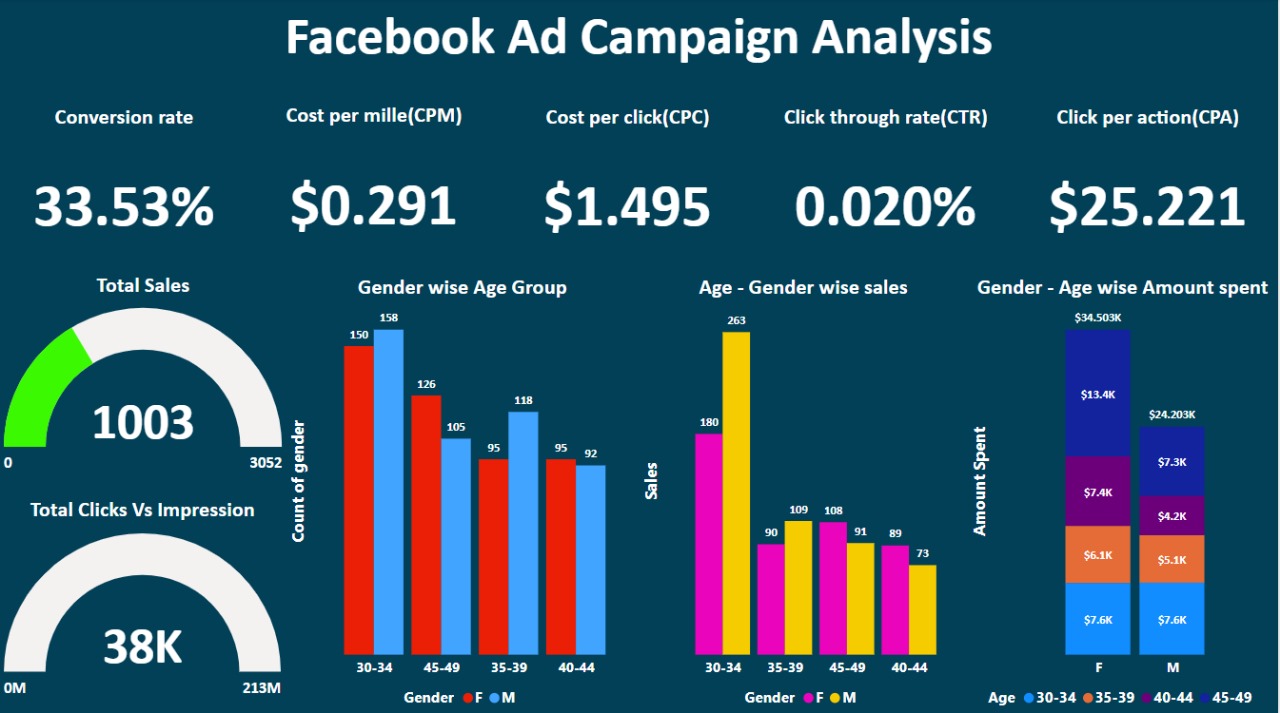 Facebook Ad Campaign Analysis
Conversion rate
33.53%
Cost per mille(CPM)
$0.291
Cost per click(CPC)
$1.495
Click through rate(CTR)
0.020%
Click per action(CPA)
$25.221
Total Sales
1003
0
3052
Total Clicks Vs Impression
38K
0M
213M
Gender wise Age Group
Count of gender
150
158
126
105
95
118
95
92
30-34
45-49
35-39
40-44
Gender F M
Age - Gender wise sales
Sales
180
263
90
109
108
91
89
73
30-34
35-39
45-49
40-44
Gender F M
Gender - Age wise Amount spent
Amount Spent
$34.503K
$13.4K
$7.4K
$6.1K
$7.6K
$24.203K
$7.3K
$4.2K
$5.1K
$7.6K
F
M
Age 30-34 35-39 40-44 45-49